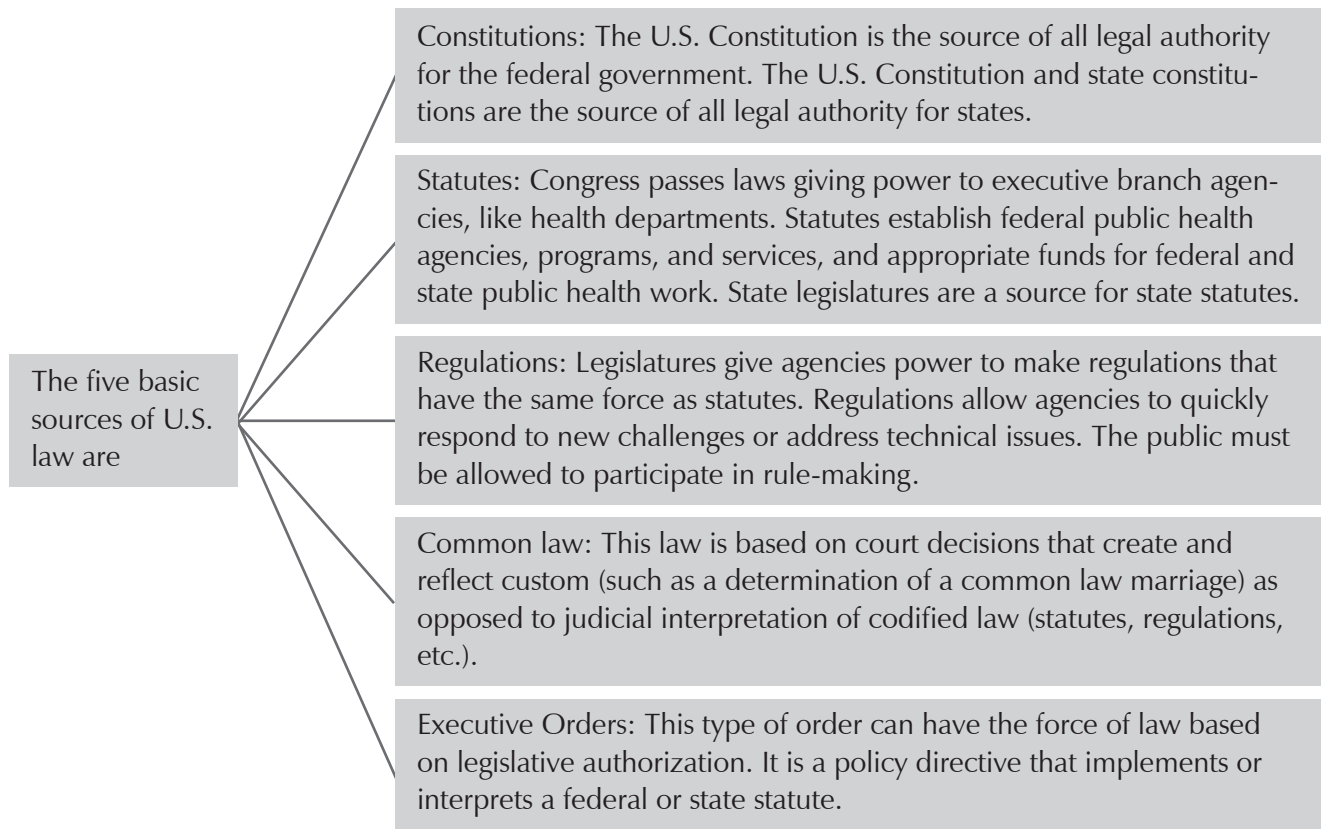 The five basic
sources of U.S.
law are
Constitutions: The U.S. Constitution is the source of all legal authority
for the federal government. The U.S. Constitution and state constitu-
tions are the source of all legal authority for states.
Statutes: Congress passes laws giving power to executive branch agen-
cies, like health departments. Statutes establish federal public health
agencies, programs, and services, and appropriate funds for federal and
state public health work. State legislatures are a source for state statutes.
Regulations: Legislatures give agencies power to make regulations that
have the same force as statutes. Regulations allow agencies to quickly
respond to new challenges or address technical issues. The public must
be allowed to participate in rule-making.
Common law: This law is based on court decisions that create and
reflect custom (such as a determination of a common law marriage) as
opposed to judicial interpretation of codified law (statutes, regulations,
etc.).
Executive Orders: This type of order can have the force of law based
on legislative authorization. It is a policy directive that implements or
interprets a federal or state statute.